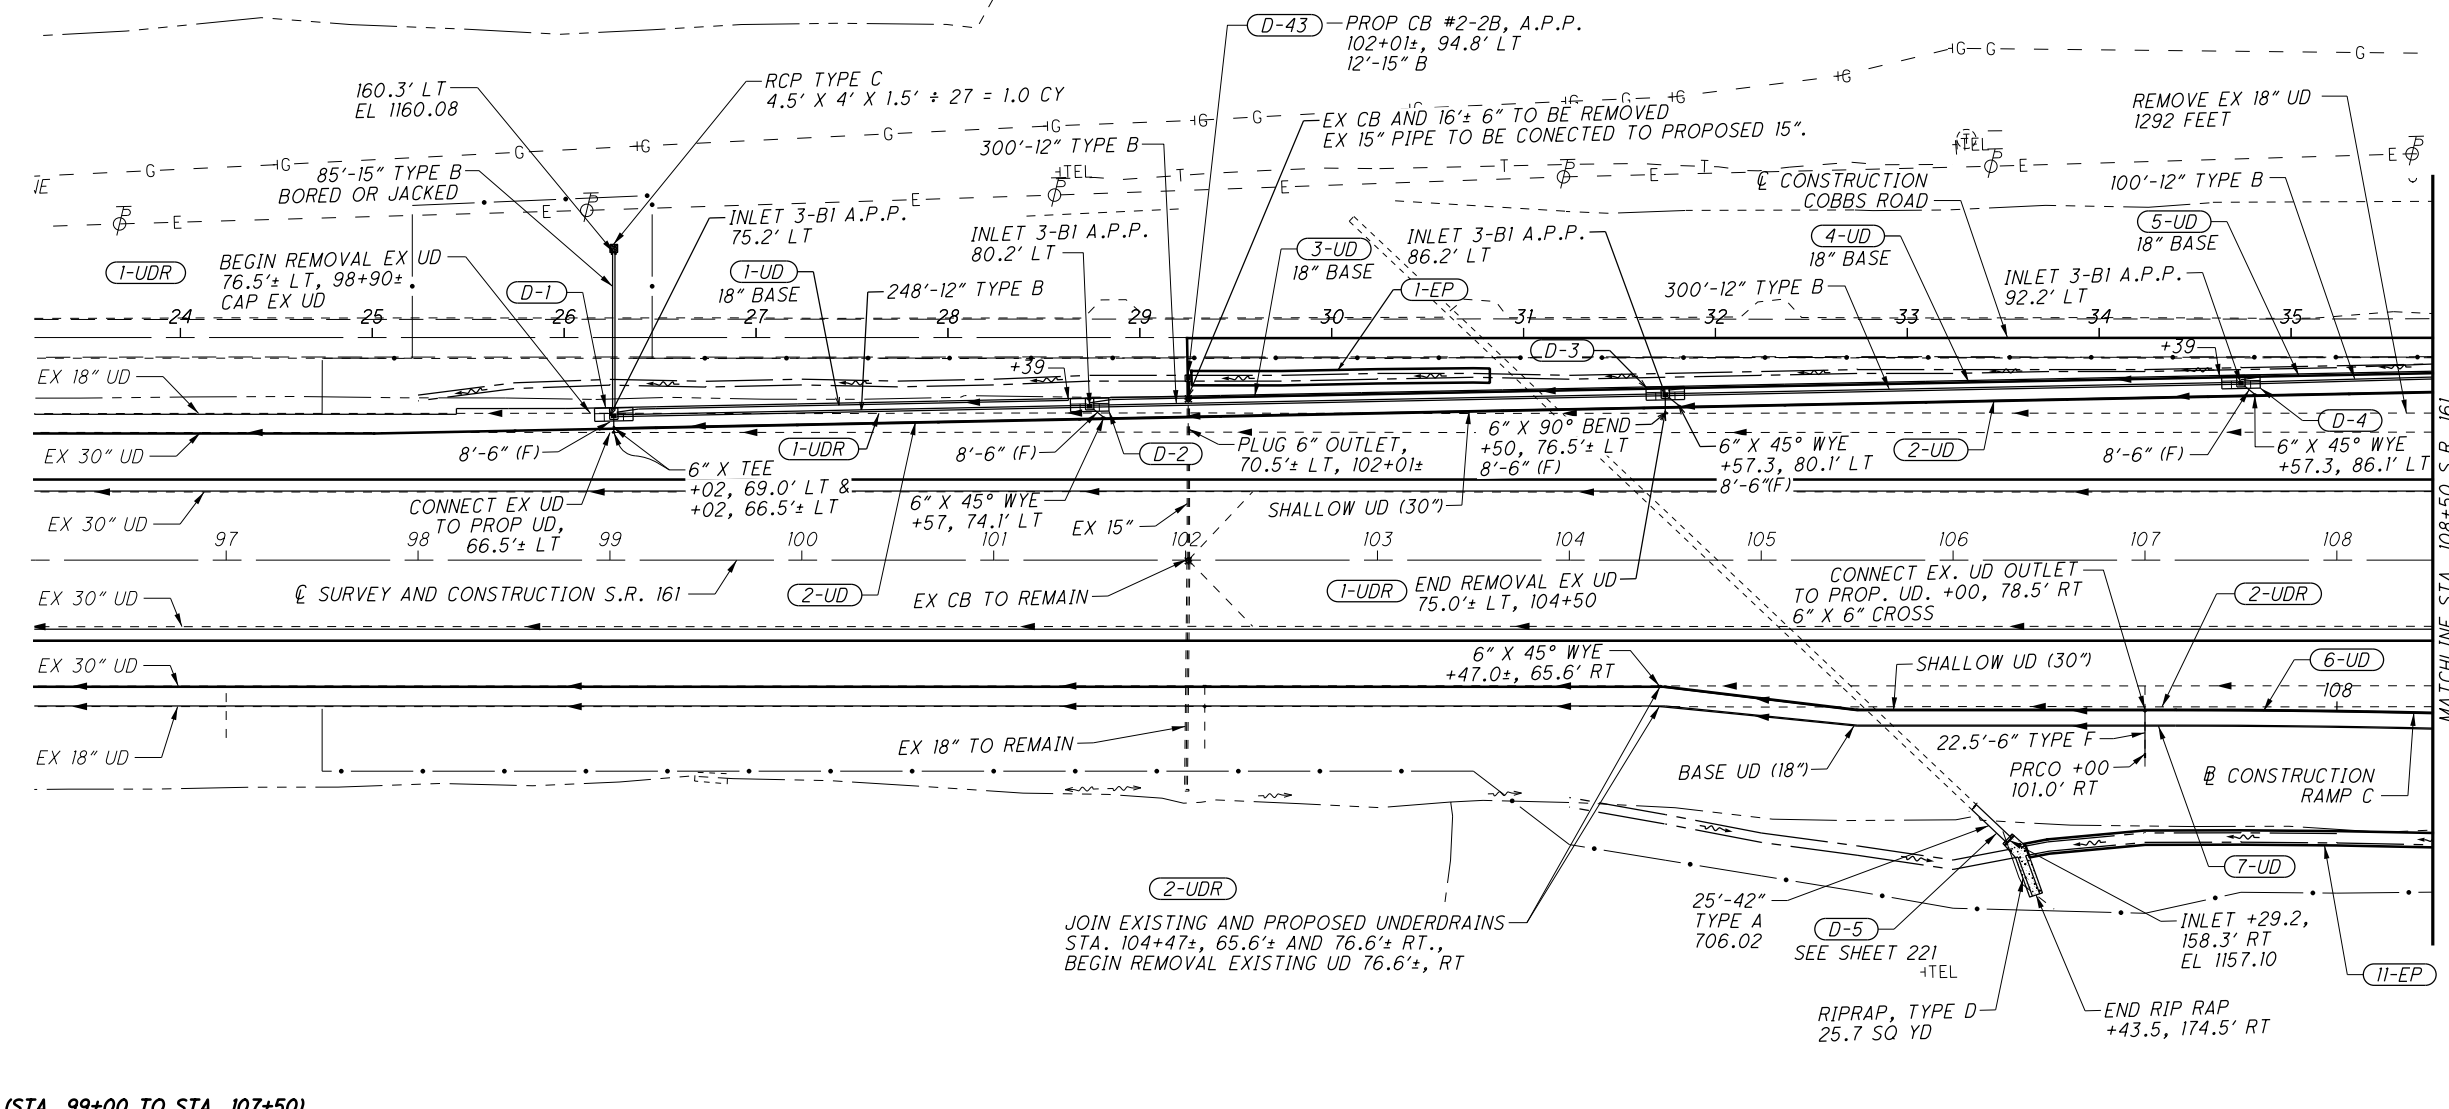 D-43
PROP CB #2-2B, A.P.P.
102+01±, 94.8' LT
12'-15" B
160.3' LT
EL 1160.08
RCP TYPE C
4.5' X 4' X 1.5' ÷ 27 = 1.0 CY
EX CB AND 16'± 6" TO BE REMOVED
EX 15" PIPE TO BE CONECTED TO PROPOSED 15".
REMOVE EX 18" UD
1292 FEET
300'-12" TYPE B
85'-15" TYPE B
BORED OR JACKED
INLET 3-B1 A.P.P.
75.2' LT
INLET 3-B1 A.P.P.
80.2' LT
INLET 3-B1 A.P.P.
86.2' LT
℄ CONSTRUCTION
COBBS ROAD
100'-12" TYPE B
5-UD
18" BASE
4-UD
18" BASE
3-UD
18" BASE
1-UD
18" BASE
1-UDR
BEGIN REMOVAL EX UD
76.5'± LT, 98+90±
CAP EX UD
D-1
248'-12" TYPE B
1-EP
300'-12" TYPE B
INLET 3-B1 A.P.P.
92.2' LT
24 25 26 27 28 29 30 31 32 33 34 35
+39
D-3
+39
EX 18" UD
EX 30" UD
8'-6" (F)
1-UDR
8'-6" (F)
D-2
PLUG 6" OUTLET,
70.5'± LT, 102+01±
6" X 90° BEND
+50, 76.5'± LT
8'-6" (F)
6" X 45° WYE
+57.3, 80.1' LT
8'-6"(F)
2-UD
8'-6" (F)
D-4
6" X 45° WYE
+57.3, 86.1' LT
6" X TEE
+02, 69.0' LT &
+02, 66.5'± LT
CONNECT EX UD
TO PROP UD,
66.5'± LT
6" X 45° WYE
+57, 74.1' LT
EX 15"
SHALLOW UD (30")
EX 30" UD
97 98 99 100 101 102 103 104 105 106 107 108
℄ SURVEY AND CONSTRUCTION S.R. 161
2-UD
EX CB TO REMAIN
1-UDR
END REMOVAL EX UD
75.0'± LT, 104+50
CONNECT EX. UD OUTLET
TO PROP. UD. +00, 78.5' RT
6" X 6" CROSS
2-UDR
EX 30" UD
EX 30" UD
6" X 45° WYE
+47.0±, 65.6' RT
SHALLOW UD (30")
6-UD
108
EX 18" UD
EX 18" TO REMAIN
22.5'-6" TYPE F
BASE UD (18")
PRCO +00
101.0' RT
CONSTRUCTION
RAMP C
2-UDR
JOIN EXISTING AND PROPOSED UNDERDRAINS
STA. 104+47±, 65.6'± AND 76.6'± RT.,
BEGIN REMOVAL EXISTING UD 76.6'±, RT
25'-42"
TYPE A
706.02
D-5
SEE SHEET 221
TEL
7-UD
INLET +29.2,
158.3' RT
EL 1157.10
11-EP
RIPRAP, TYPE D
25.7 SQ YD
END RIP RAP
+43.5, 174.5' RT
MATCHLINE STA. 108+50 S.R. 161
(STA. 99+00 TO STA. 107+50)